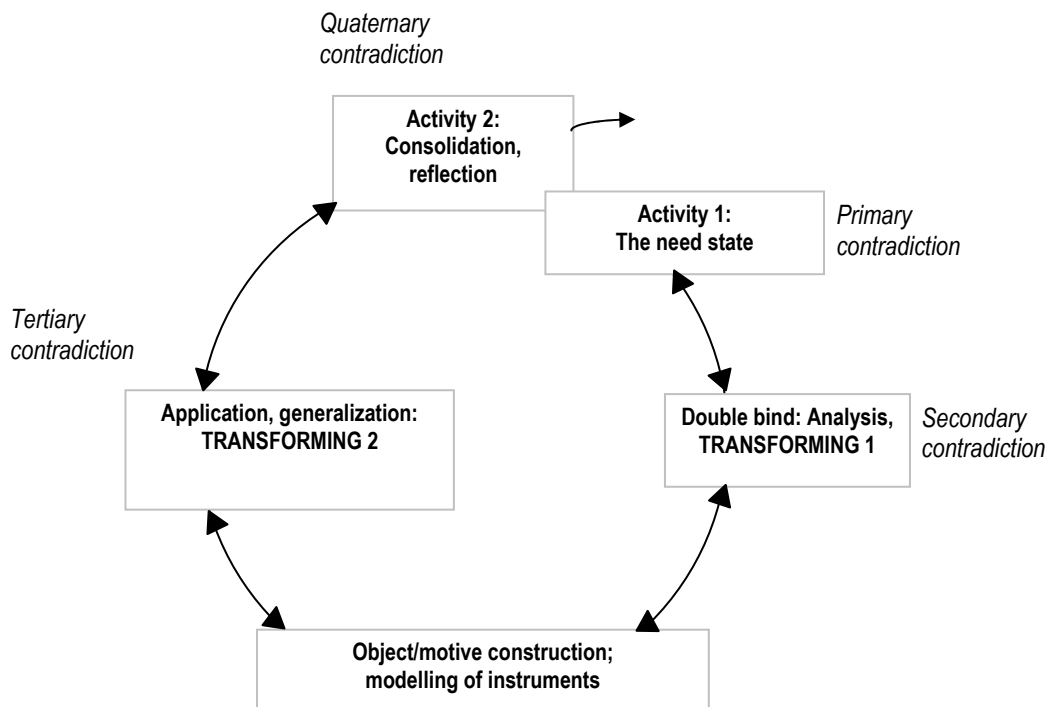 Quaternary
contradiction
Activity 2:
Consolidation,
reflection
Activity 1:
The need state
Primary
contradiction
Tertiary
contradiction
Application, generalization:
TRANSFORMING 2
Double bind: Analysis,
TRANSFORMING 1
Secondary
contradiction
Object/motive construction;
modelling of instruments